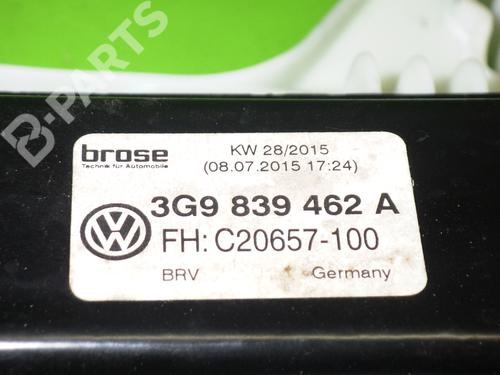 B-PARTS
brose
Technik für Automobile
KW 28/2015
(08.07.2015 17:24)
3G9 839 462 A
FH: C20657-100
BRV Germany